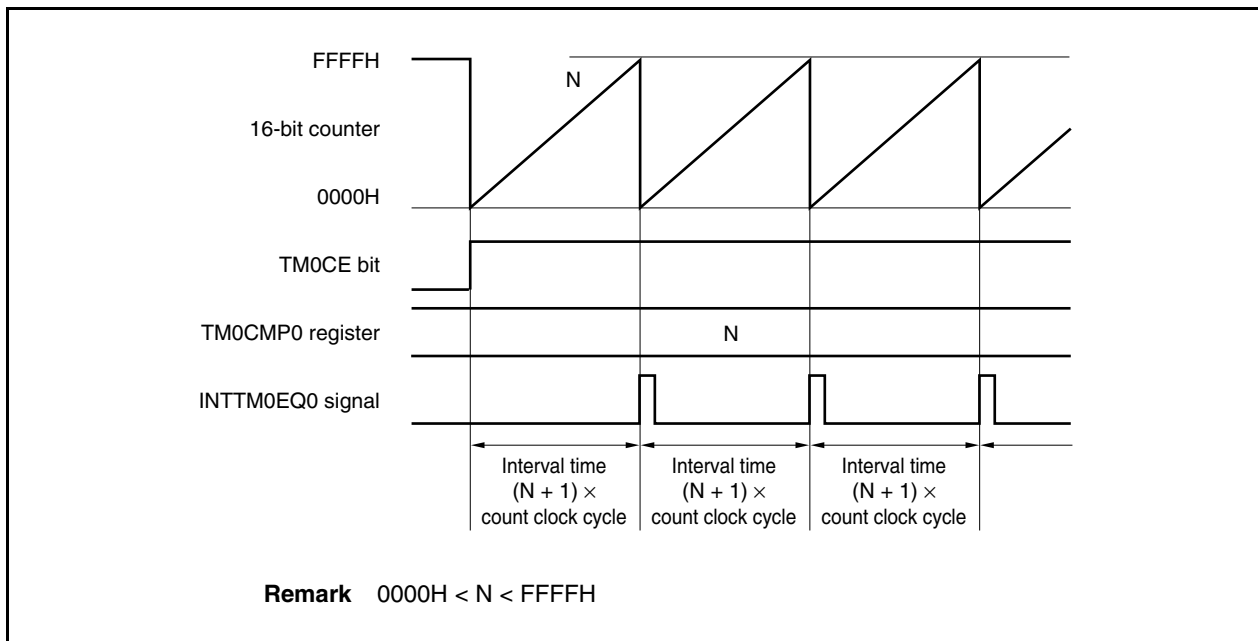 FFFFH
N
16-bit counter
0000H
TM0CE bit
TM0CMP0 register
N
INTTM0EQ0 signal
Interval time
(N + 1) ×
count clock cycle
Interval time
(N + 1) ×
count clock cycle
Interval time
(N + 1) ×
count clock cycle
Remark 0000H < N < FFFFH